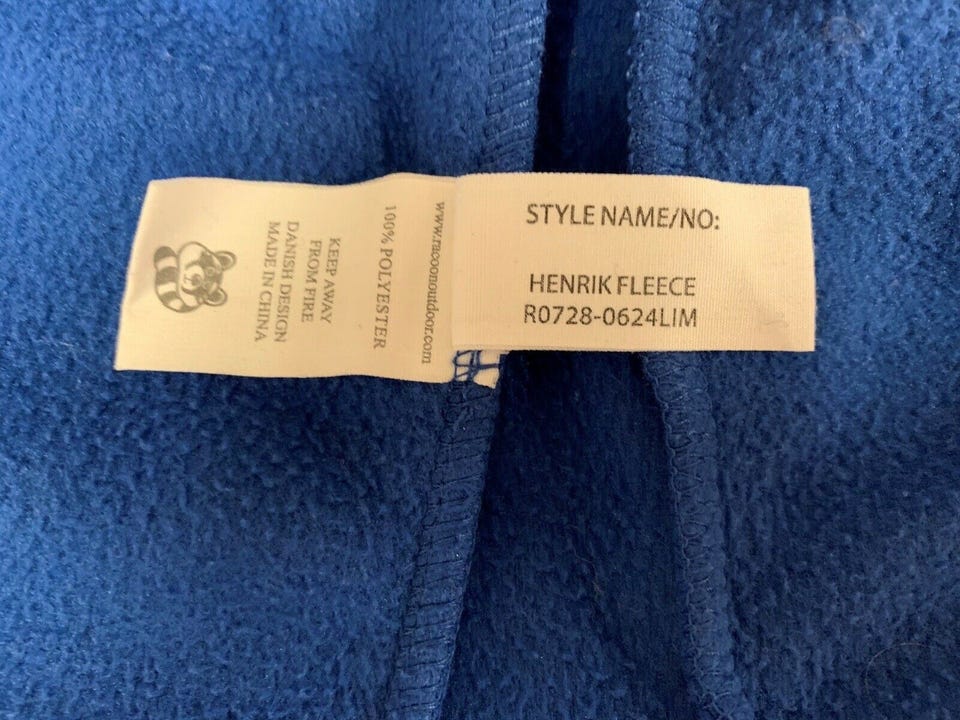 www.racoonoutdoor.com
100% POLYESTER
KEEP AWAY
FROM FIRE
DANISH DESIGN
MADE IN CHINA
STYLE NAME/NO:
HENRIK FLEECE
R0728-0624LIM